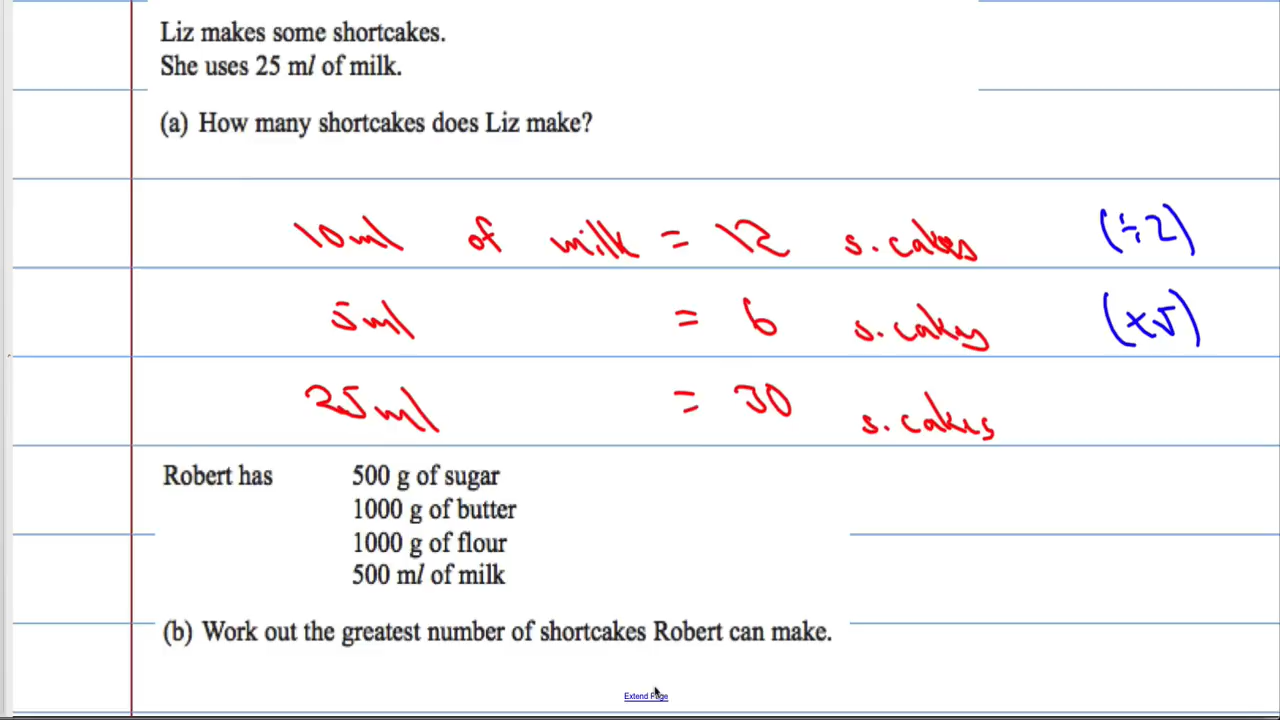 Liz makes some shortcakes.
She uses 25 ml of milk.
(a) How many shortcakes does Liz make?
10ml of milk = 12 s.cakes (÷2)
5ml = 6 s.cakes (×5)
25ml = 30 s.cakes
Robert has 500 g of sugar
1000 g of butter
1000 g of flour
500 ml of milk
(b) Work out the greatest number of shortcakes Robert can make.
Extend Page